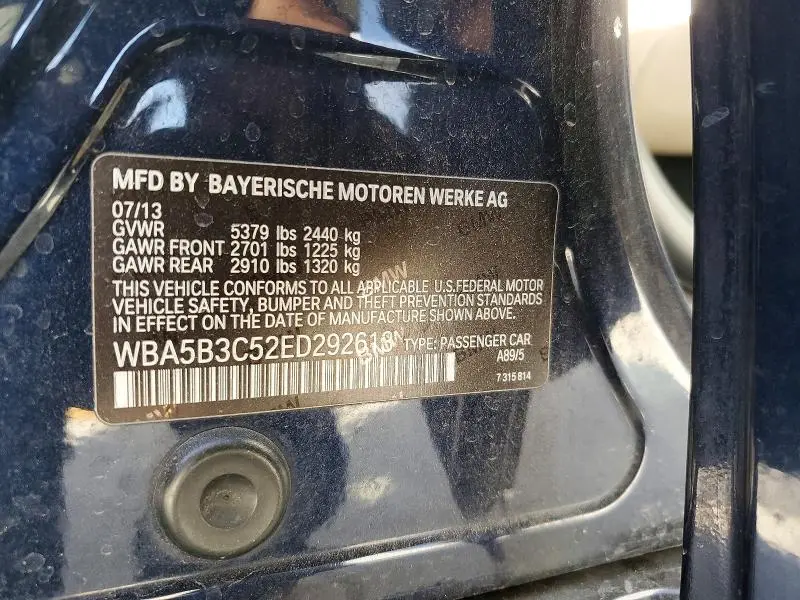 MFD BY BAYERISCHE MOTOREN WERKE AG
07/13
GVWR 5379 lbs 2440 kg
GAWR FRONT 2701 lbs 1225 kg
GAWR REAR 2910 lbs 1320 kg
THIS VEHICLE CONFORMS TO ALL APPLICABLE U.S. FEDERAL MOTOR
VEHICLE SAFETY, BUMPER AND THEFT PREVENTION STANDARDS
IN EFFECT ON THE DATE OF MANUFACTURE SHOWN ABOVE.
WBA5B3C52ED292618 TYPE: PASSENGER CAR
A89/5
7 315 814
BMW